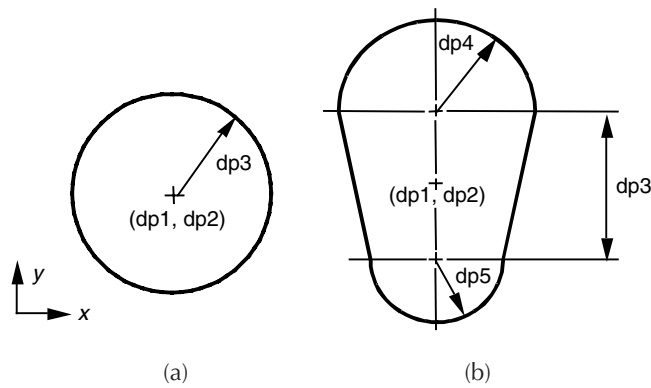 dp3
(dp1, dp2)
y
x
(a)
dp4
(dp1, dp2)
dp3
dp5
(b)